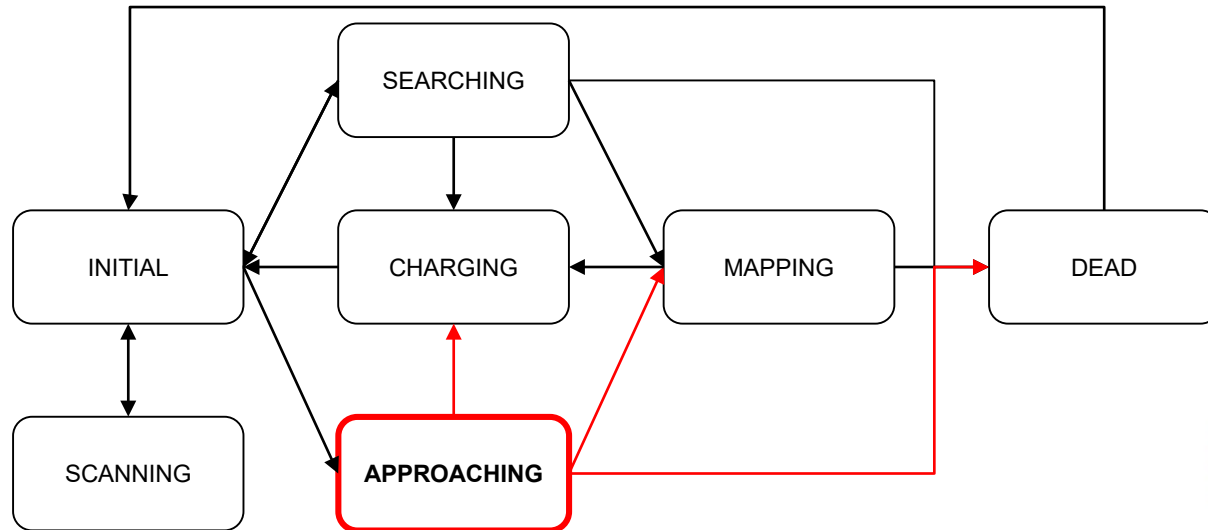 SEARCHING
INITIAL
CHARGING
MAPPING
DEAD
SCANNING
APPROACHING